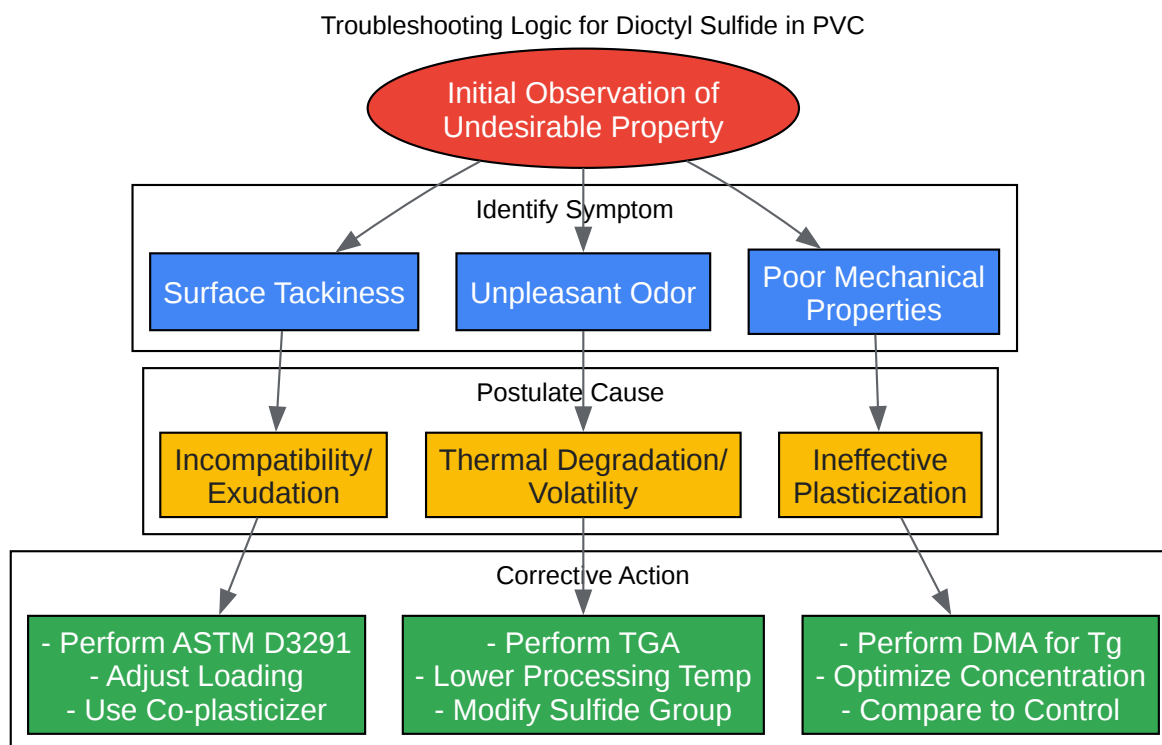 Troubleshooting Logic for Dioctyl Sulfide in PVC
Initial Observation of
Undesirable Property
Identify Symptom
Surface Tackiness
Unpleasant Odor
Poor Mechanical
Properties
Postulate Cause
Incompatibility/
Exudation
Thermal Degradation/
Volatility
Ineffective
Plasticization
Corrective Action
- Perform ASTM D3291
- Adjust Loading
- Use Co-plasticizer
- Perform TGA
- Lower Processing Temp
- Modify Sulfide Group
- Perform DMA for Tg
- Optimize Concentration
- Compare to Control